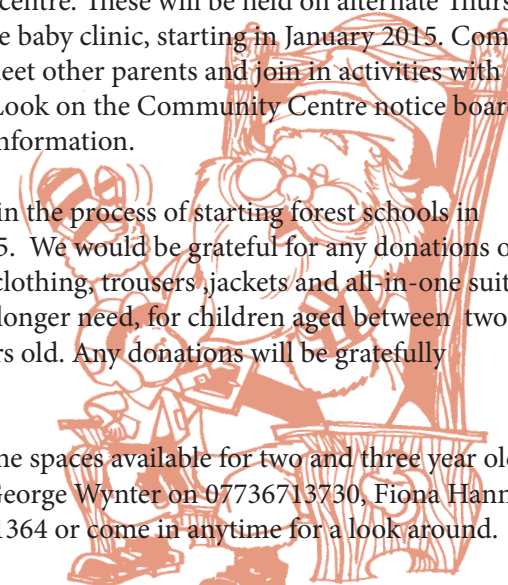 centre. These will be held on alternate Thurs
e baby clinic, starting in January 2015. Com
eet other parents and join in activities with
Look on the Community Centre notice boar
nformation.
in the process of starting forest schools in
5. We would be grateful for any donations o
clothing, trousers ,jackets and all-in-one suit
longer need, for children aged between two
rs old. Any donations will be gratefully
ne spaces available for two and three year old
George Wynter on 07736713730, Fiona Hann
1364 or come in anytime for a look around.